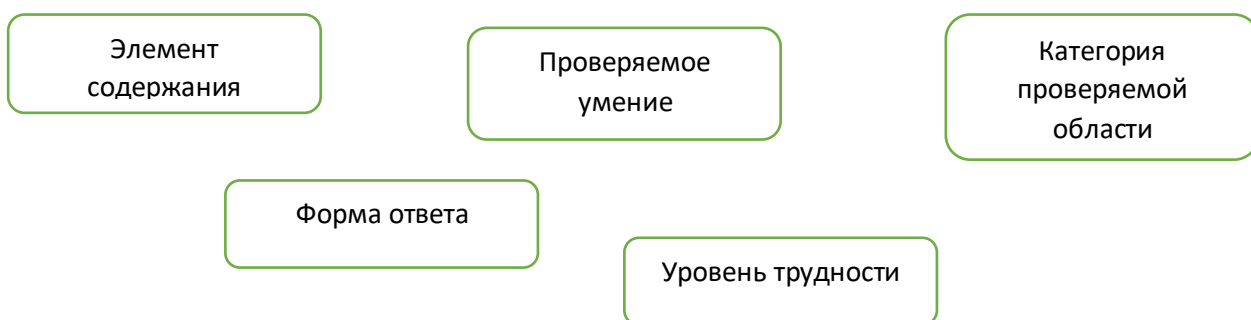 Элемент
содержания
Проверяемое
умение
Категория
проверяемой
области
Форма ответа
Уровень трудности